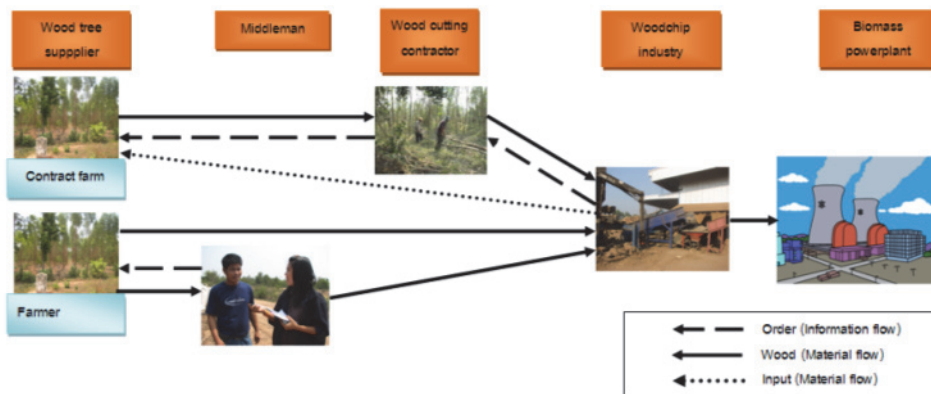 Wood tree
suppplier
Middleman
Wood cutting
contractor
Woodchip
industry
Biomass
powerplant
Contract farm
Farmer
Order (Information flow)
Wood (Material flow)
Input (Material flow)